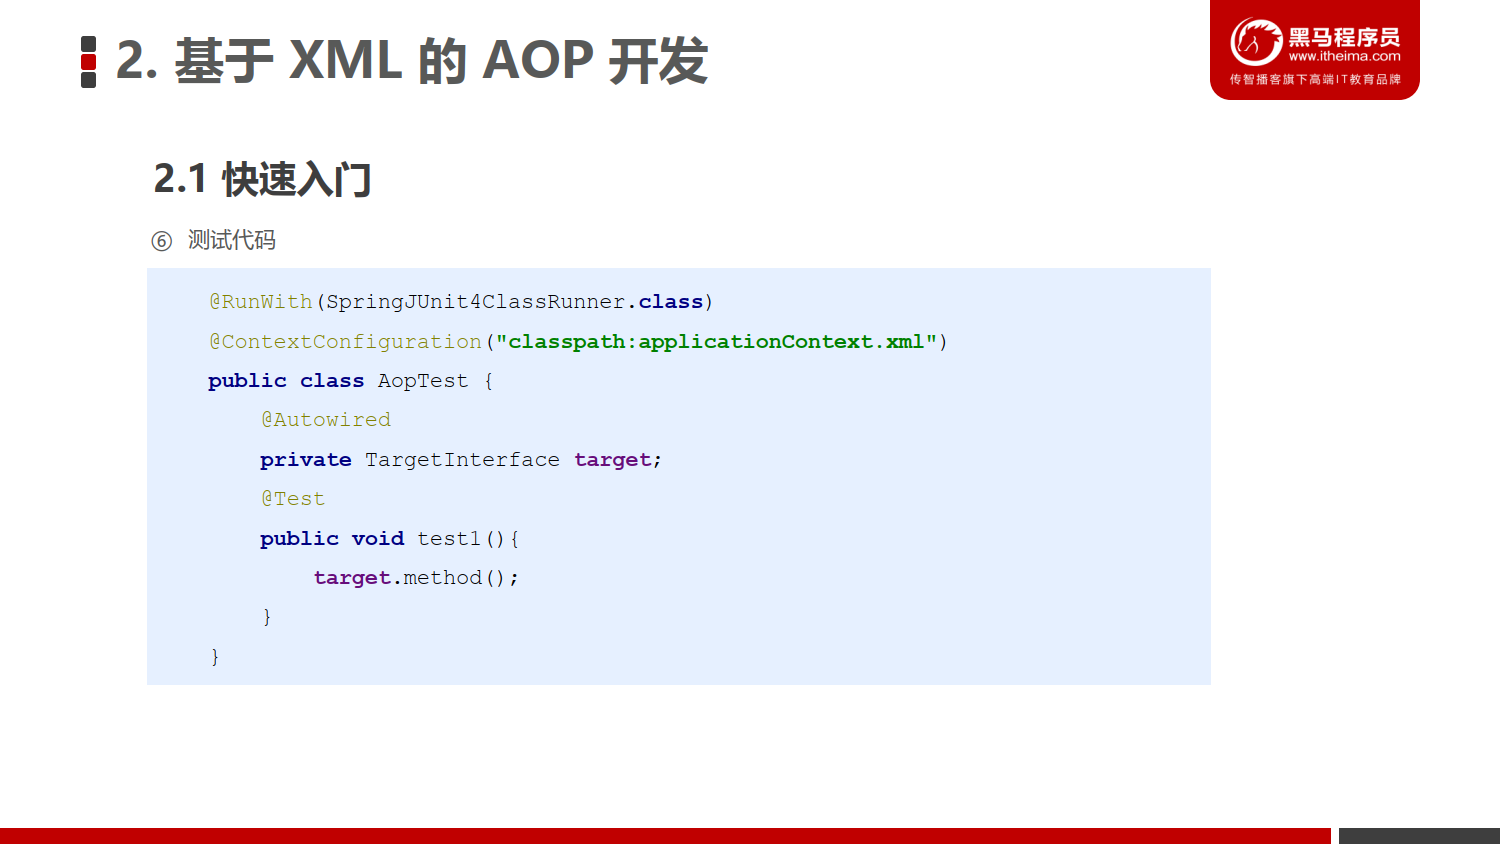 2. 基于 XML 的 AOP 开发
黑马程序员
www.itheima.com
传智播客旗下高端IT教育品牌
2.1 快速入门
⑥ 测试代码
@RunWith(SpringJUnit4ClassRunner.class)
@ContextConfiguration("classpath:applicationContext.xml")
public class AopTest {
    @Autowired
    private TargetInterface target;
    @Test
    public void test1(){
        target.method();
    }
}